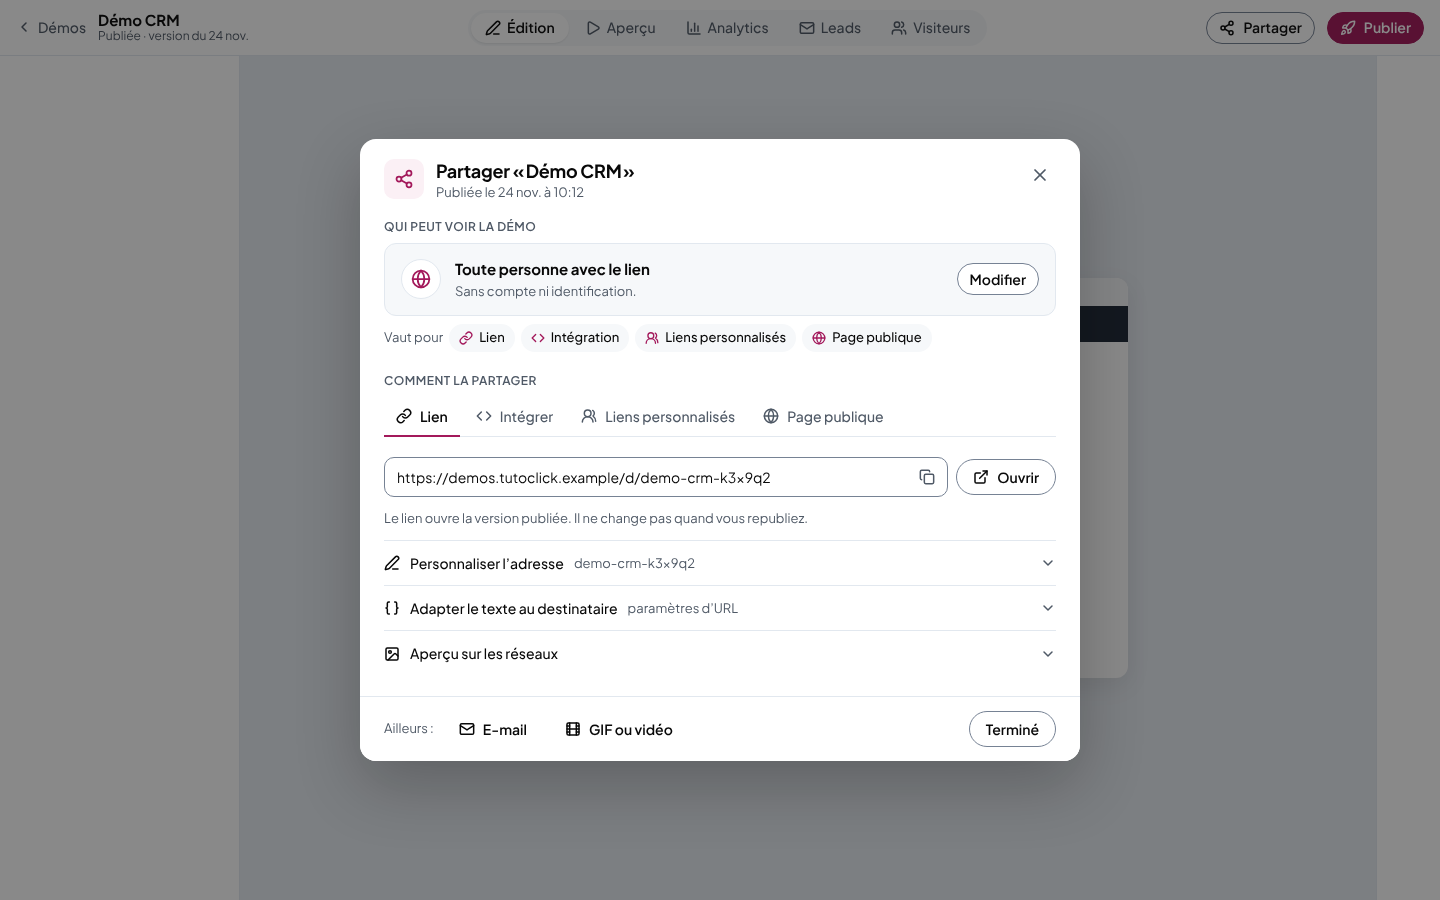 Démos
Démo CRM
Publiée · version du 24 nov.
Édition
Aperçu
Analytics
Leads
Visiteurs
Partager
Publier
Partager « Démo CRM »
Publiée le 24 nov. à 10:12
QUI PEUT VOIR LA DÉMO
Toute personne avec le lien
Sans compte ni identification.
Modifier
Vaut pour
Lien
Intégration
Liens personnalisés
Page publique
COMMENT LA PARTAGER
Lien
Intégrer
Liens personnalisés
Page publique
https://demos.tutoclick.example/d/demo-crm-k3x9q2
Ouvrir
Le lien ouvre la version publiée. Il ne change pas quand vous republiez.
Personnaliser l’adresse demo-crm-k3x9q2
Adapter le texte au destinataire paramètres d’URL
Aperçu sur les réseaux
Ailleurs :
E-mail
GIF ou vidéo
Terminé